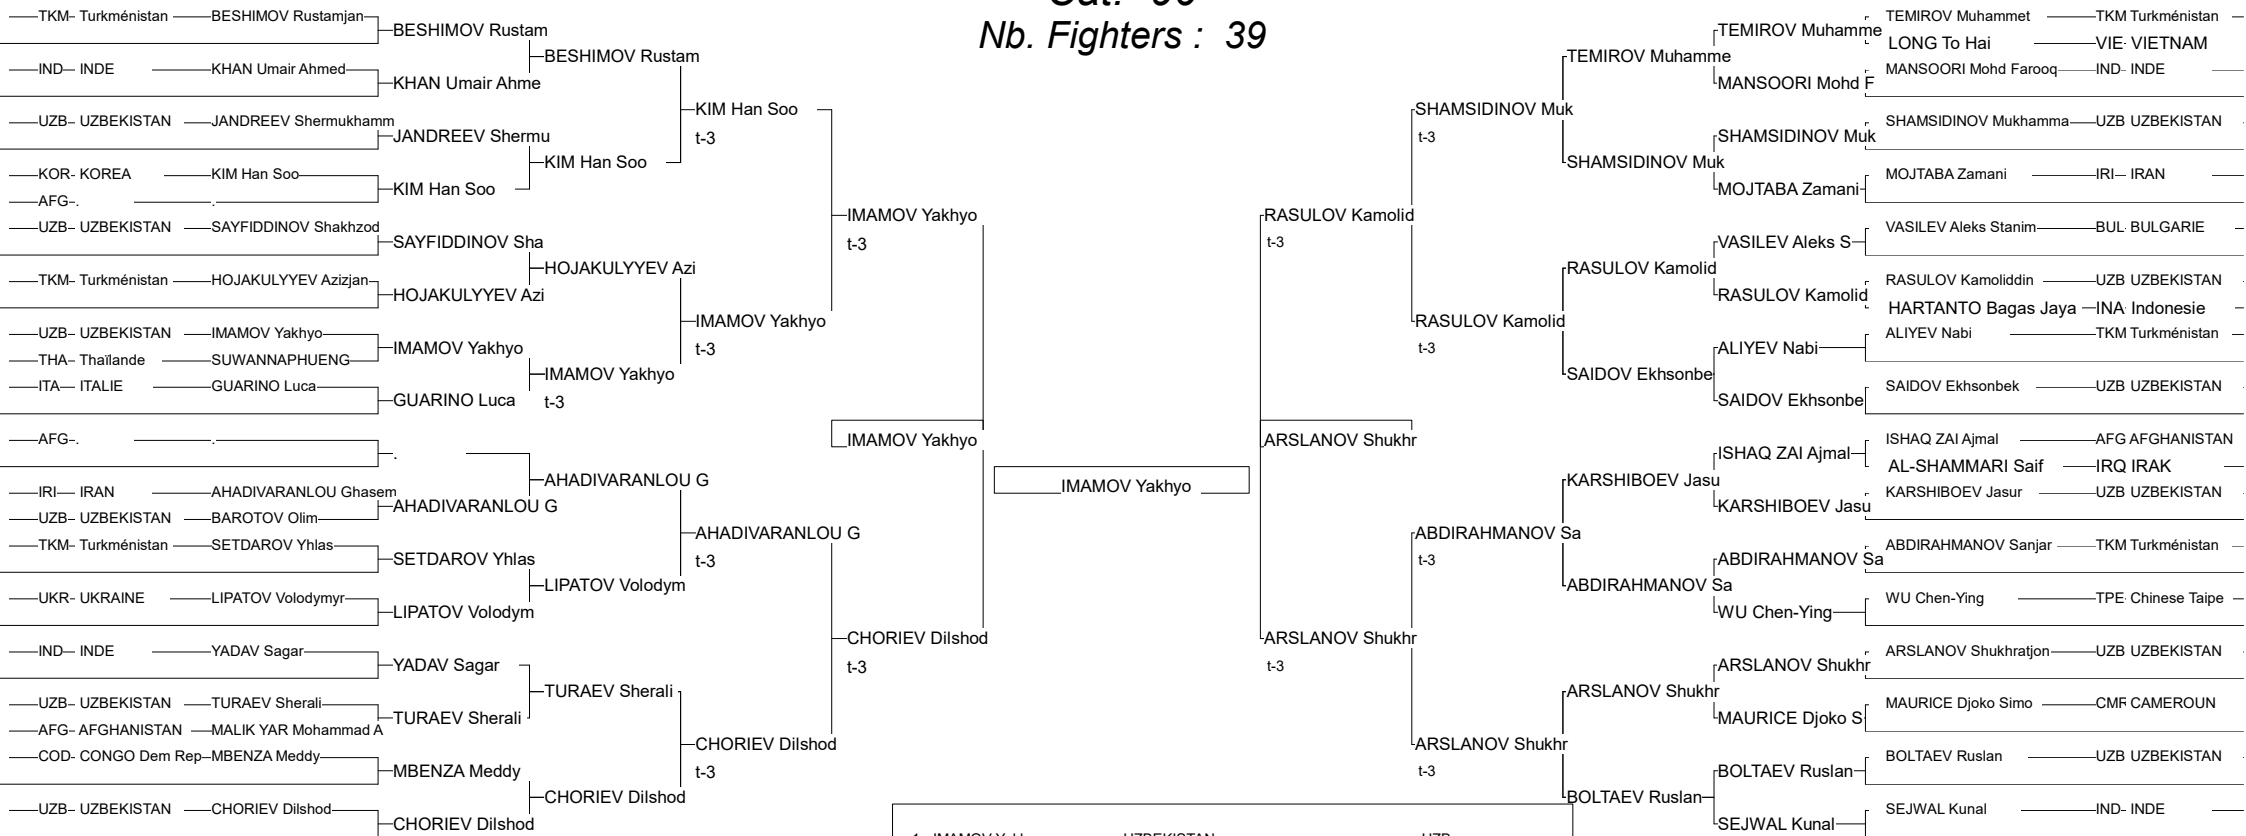 Nb. Fighters : 39
TKM Turkménistan BESHIMOV Rustamjan
IND INDE KHAN Umair Ahmed
UZB UZBEKISTAN JANDREEV Shermukhamm
KOR KOREA KIM Han Soo
AFG . .
UZB UZBEKISTAN SAYFIDDINOV Shakhzod
TKM Turkménistan HOJAKULYYEV Azizjan
UZB UZBEKISTAN IMAMOV Yakhyo
THA Thaïlande SUWANNAPHUENG
ITA ITALIE GUARINO Luca
AFG . .
IRI IRAN AHADIVARANLOU Ghasem
UZB UZBEKISTAN BAROTOV Olim
TKM Turkménistan SETDAROV Yhlas
UKR UKRAINE LIPATOV Volodymyr
IND INDE YADAV Sagar
UZB UZBEKISTAN TURAEV Sherali
AFG AFGHANISTAN MALIK YAR Mohammad A
COD CONGO Dem Rep MBENZA Meddy
UZB UZBEKISTAN CHORIEV Dilshod
BESHIMOV Rustam
KHAN Umair Ahme
JANDREEV Shermu
KIM Han Soo
SAYFIDDINOV Sha
HOJAKULYYEV Azi
IMAMOV Yakhyo
GUARINO Luca
.
AHADIVARANLOU G
SETDAROV Yhlas
LIPATOV Volodym
YADAV Sagar
TURAEV Sherali
MBENZA Meddy
CHORIEV Dilshod
BESHIMOV Rustam
KIM Han Soo
HOJAKULYYEV Azi
IMAMOV Yakhyo
t-3
AHADIVARANLOU G
LIPATOV Volodym
TURAEV Sherali
CHORIEV Dilshod
KIM Han Soo
t-3
IMAMOV Yakhyo
t-3
AHADIVARANLOU G
t-3
CHORIEV Dilshod
t-3
IMAMOV Yakhyo
t-3
IMAMOV Yakhyo
CHORIEV Dilshod
t-3
IMAMOV Yakhyo
RASULOV Kamolid
t-3
ARSLANOV Shukhr
ARSLANOV Shukhr
t-3
SHAMSIDINOV Muk
t-3
RASULOV Kamolid
t-3
ABDIRAHMANOV Sa
t-3
ARSLANOV Shukhr
t-3
TEMIROV Muhamme
SHAMSIDINOV Muk
RASULOV Kamolid
SAIDOV Ekhsonbe
KARSHIBOEV Jasu
ABDIRAHMANOV Sa
ARSLANOV Shukhr
BOLTAEV Ruslan
TEMIROV Muhamme
MANSOORI Mohd F
SHAMSIDINOV Muk
MOJTABA Zamani
VASILEV Aleks S
RASULOV Kamolid
ALIYEV Nabi
SAIDOV Ekhsonbe
ISHAQ ZAI Ajmal
KARSHIBOEV Jasu
ABDIRAHMANOV Sa
WU Chen-Ying
ARSLANOV Shukhr
MAURICE Djoko S
BOLTAEV Ruslan
SEJWAL Kunal
TEMIROV Muhammet TKM Turkménistan
LONG To Hai VIE VIETNAM
MANSOORI Mohd Farooq IND INDE
SHAMSIDINOV Mukhamma UZB UZBEKISTAN
MOJTABA Zamani IRI IRAN
VASILEV Aleks Stanim BUL BULGARIE
RASULOV Kamoliddin UZB UZBEKISTAN
HARTANTO Bagas Jaya INA Indonesie
ALIYEV Nabi TKM Turkménistan
SAIDOV Ekhsonbek UZB UZBEKISTAN
ISHAQ ZAI Ajmal AFG AFGHANISTAN
AL-SHAMMARI Saif IRQ IRAK
KARSHIBOEV Jasur UZB UZBEKISTAN
ABDIRAHMANOV Sanjar TKM Turkménistan
WU Chen-Ying TPE Chinese Taipe
ARSLANOV Shukhratjon UZB UZBEKISTAN
MAURICE Djoko Simo CMR CAMEROUN
BOLTAEV Ruslan UZB UZBEKISTAN
SEJWAL Kunal IND INDE